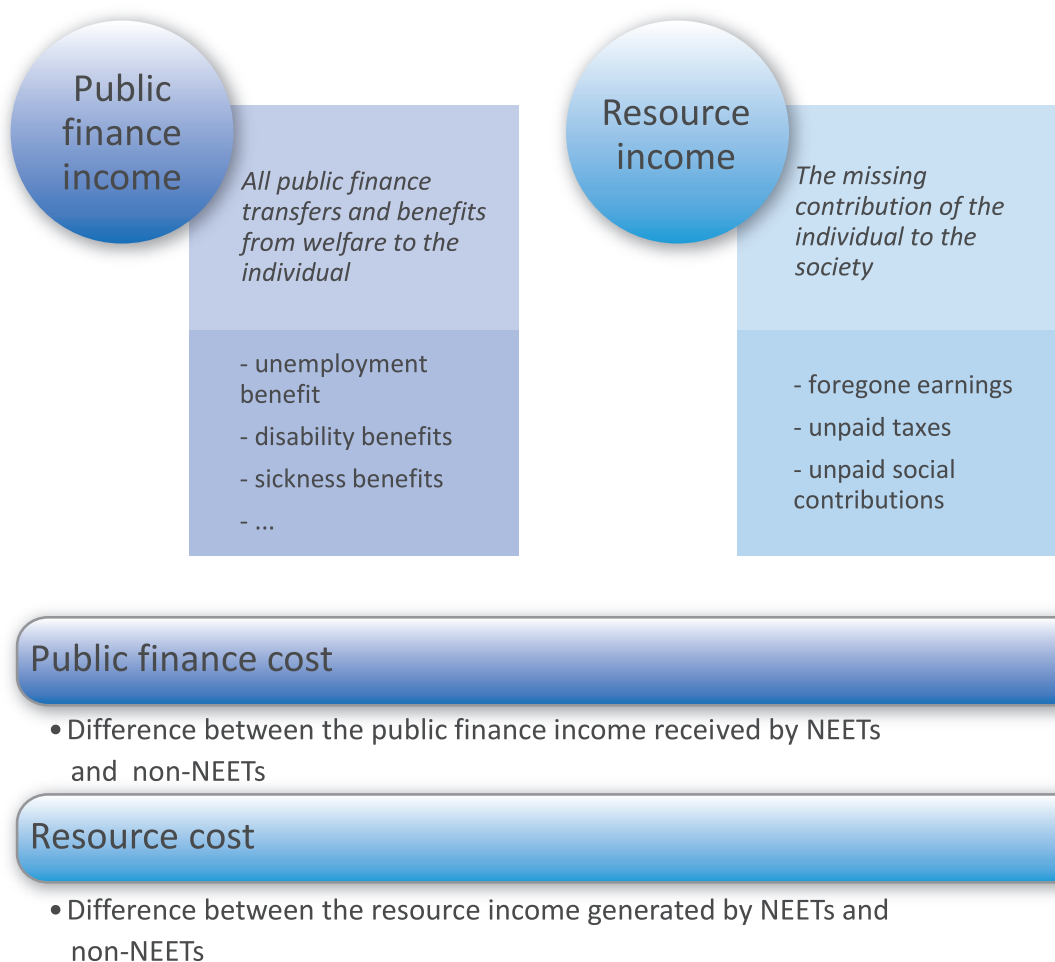 Public
finance
income
All public finance
transfers and benefits
from welfare to the
individual
- unemployment
benefit
- disability benefits
- sickness benefits
- ...
Resource
income
The missing
contribution of the
individual to the
society
- foregone earnings
- unpaid taxes
- unpaid social
contributions
Public finance cost
•Difference between the public finance income received by NEETs
and  non-NEETs
Resource cost
•Difference between the resource income generated by NEETs and
non-NEETs